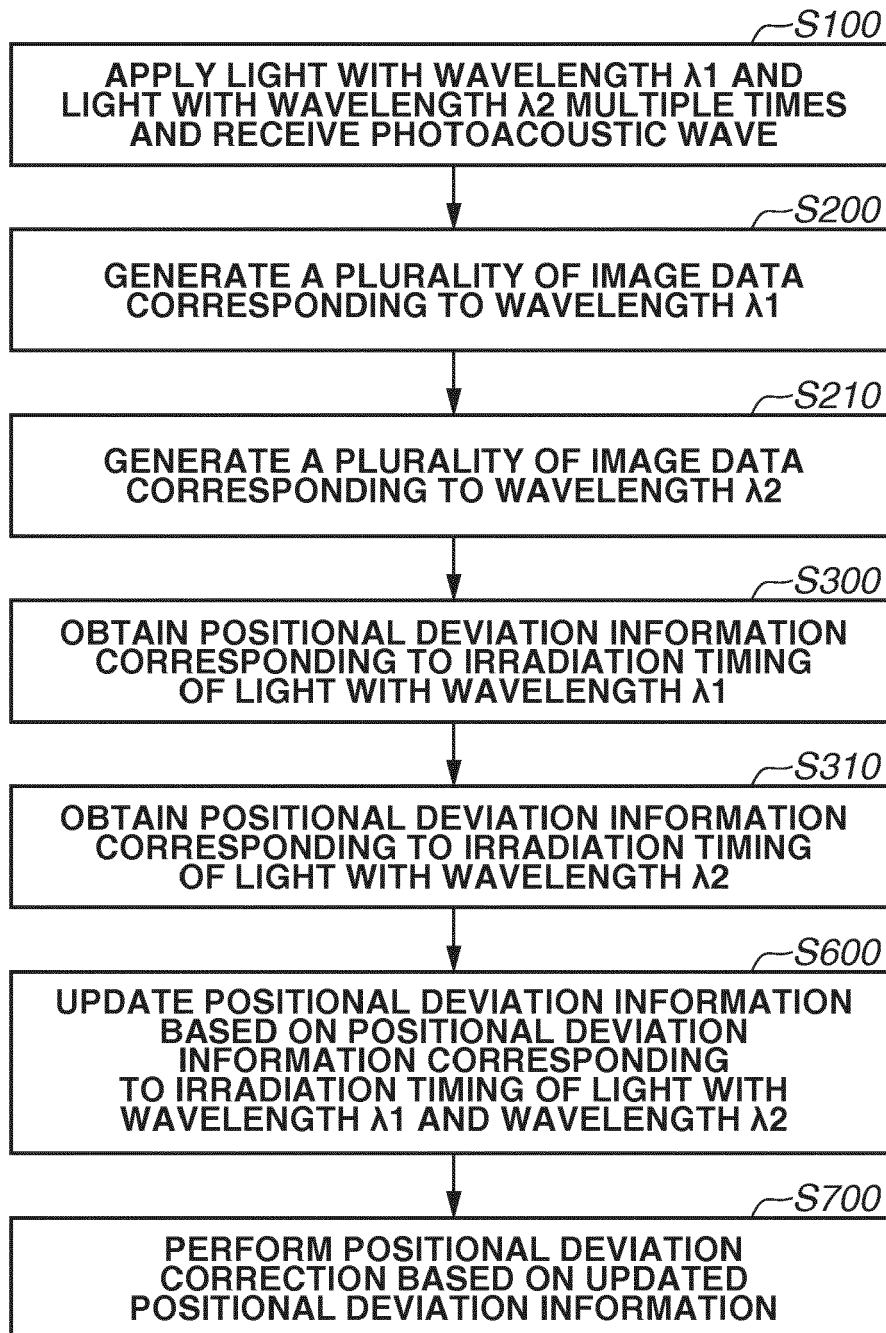 S100
APPLY LIGHT WITH WAVELENGTH λ1 AND
LIGHT WITH WAVELENGTH λ2 MULTIPLE TIMES
AND RECEIVE PHOTOACOUSTIC WAVE
S200
GENERATE A PLURALITY OF IMAGE DATA
CORRESPONDING TO WAVELENGTH λ1
S210
GENERATE A PLURALITY OF IMAGE DATA
CORRESPONDING TO WAVELENGTH λ2
S300
OBTAIN POSITIONAL DEVIATION INFORMATION
CORRESPONDING TO IRRADIATION TIMING
OF LIGHT WITH WAVELENGTH λ1
S310
OBTAIN POSITIONAL DEVIATION INFORMATION
CORRESPONDING TO IRRADIATION TIMING
OF LIGHT WITH WAVELENGTH λ2
S600
UPDATE POSITIONAL DEVIATION INFORMATION
BASED ON POSITIONAL DEVIATION
INFORMATION CORRESPONDING
TO IRRADIATION TIMING OF LIGHT WITH
WAVELENGTH λ1 AND WAVELENGTH λ2
S700
PERFORM POSITIONAL DEVIATION
CORRECTION BASED ON UPDATED
POSITIONAL DEVIATION INFORMATION